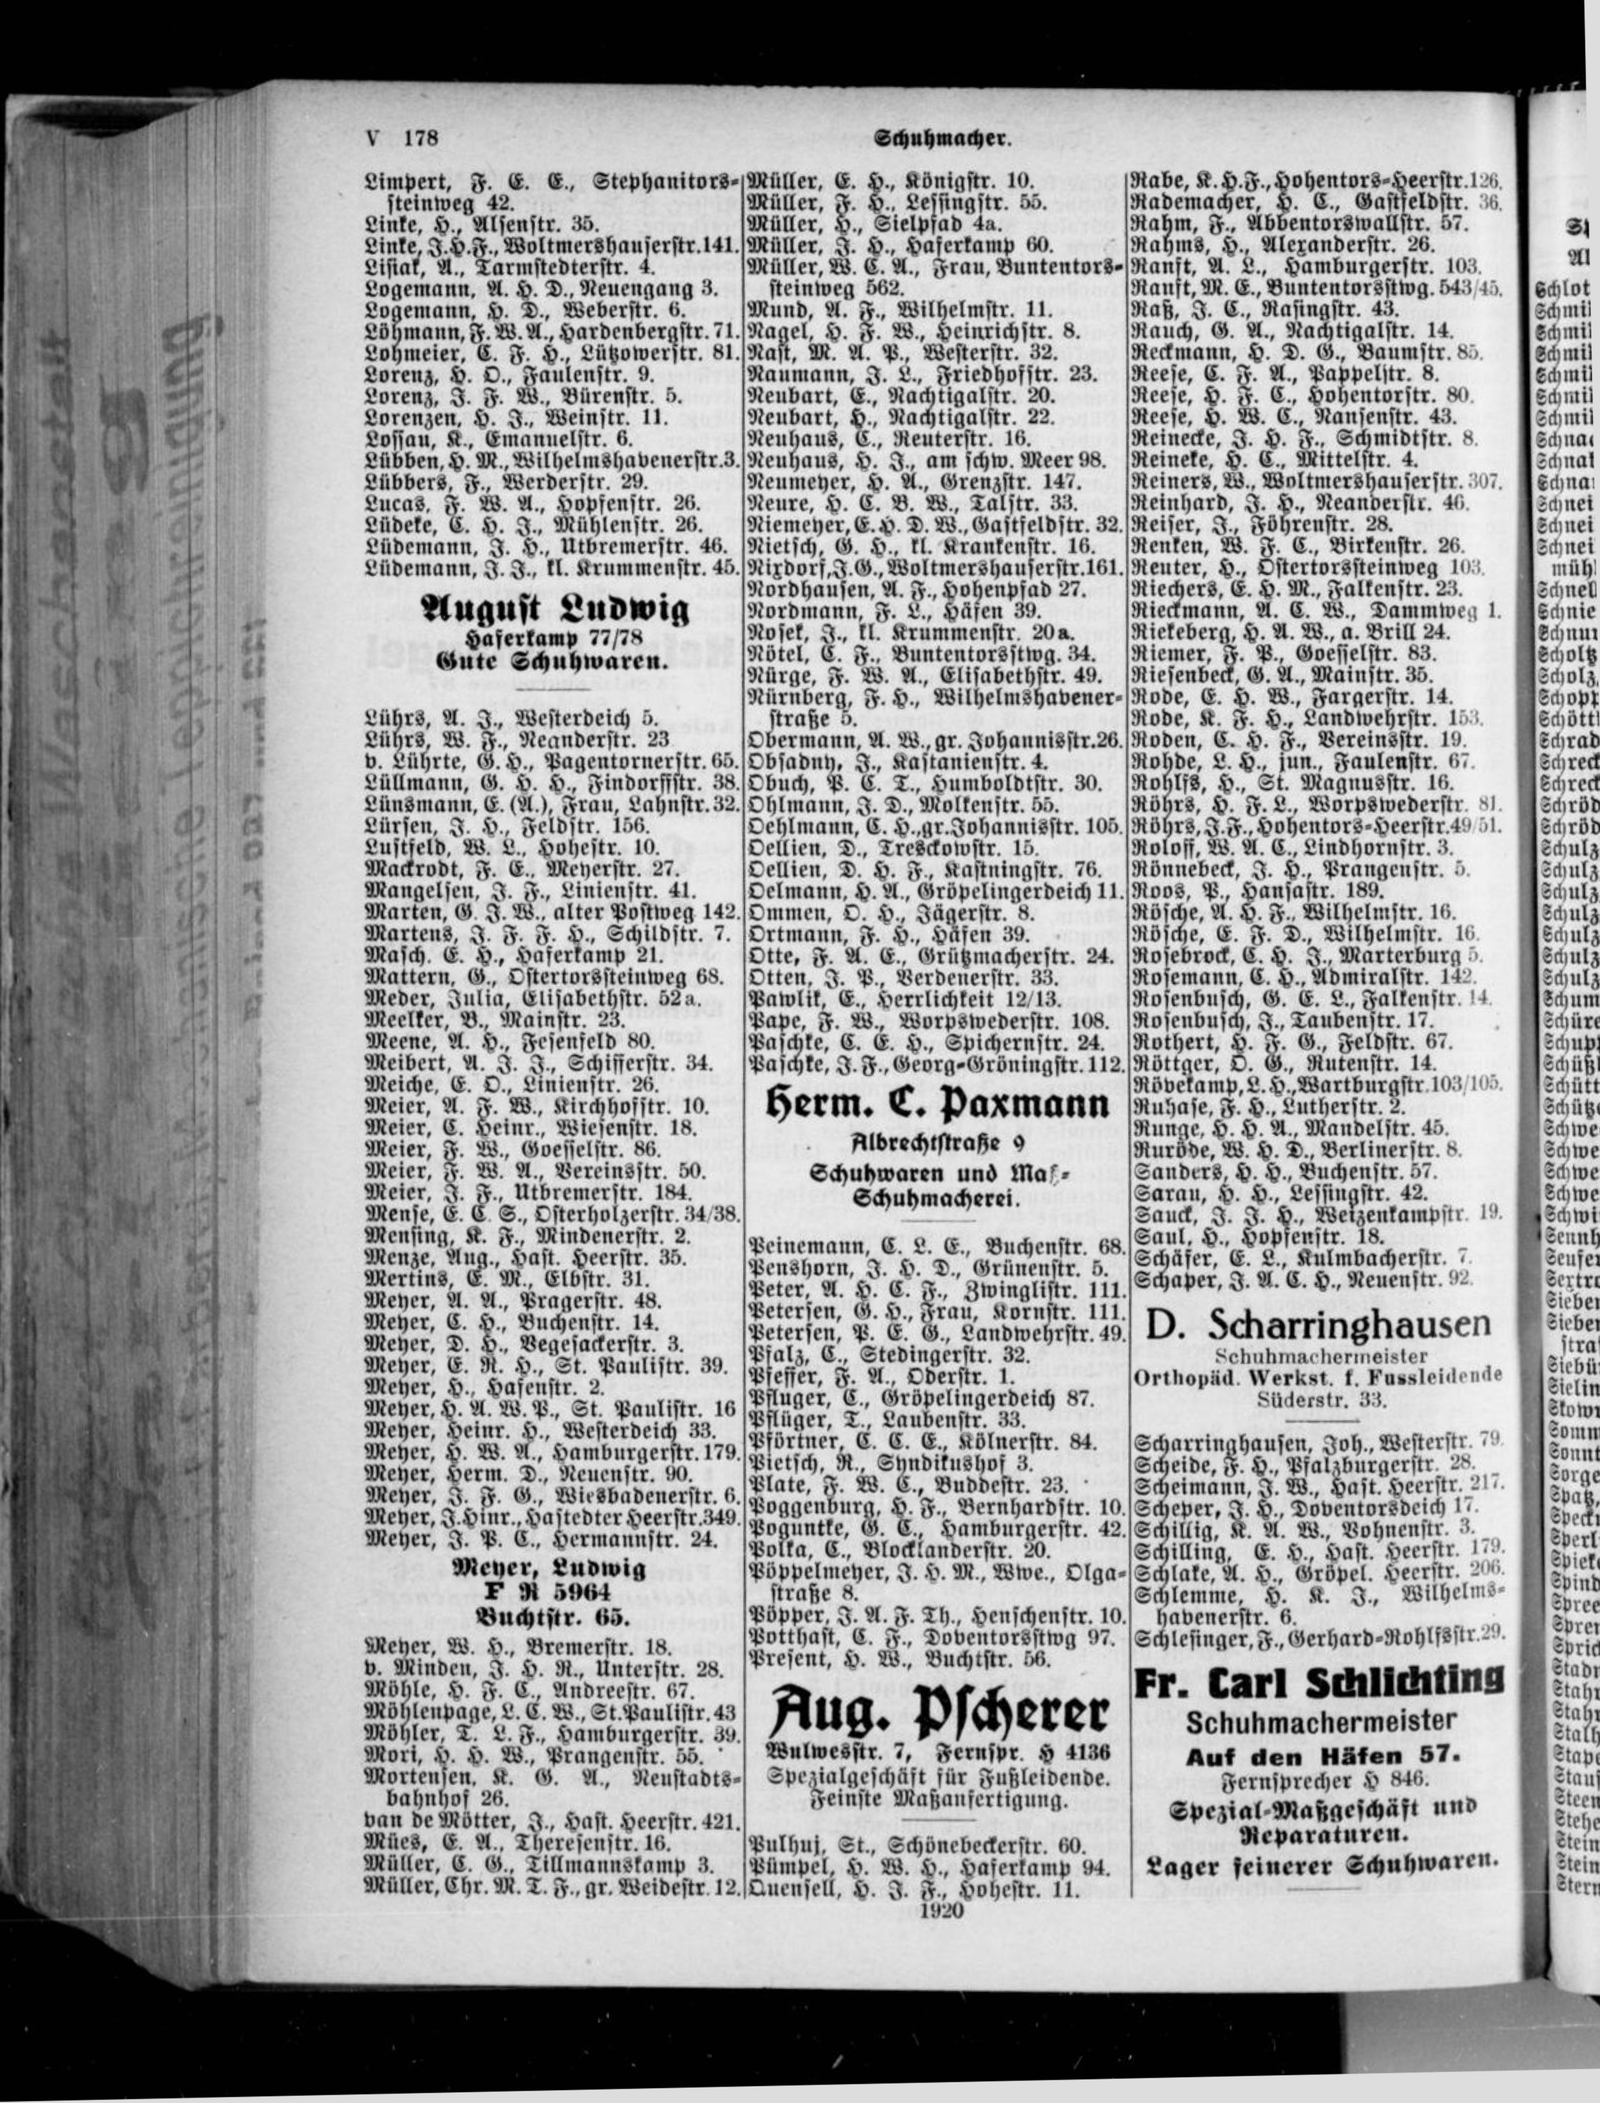 V 178
Schuhmacher.
Limpert, F. E. E., Stephanitors-
steinweg 42.
Linke, H., Alsenstr. 35.
Linke, J.H.F., Woltmershauserstr.141.
Lisiak, A., Tarmstedterstr. 4.
Logemann, A. H. D., Neuengang 3.
Logemann, H. D., Weberstr. 6.
Löhmann, F. W. A., Hardenbergstr. 71.
Lohmeier, C. F. H., Lützowerstr. 81.
Lorenz, H. O., Faulenstr. 9.
Lorenz, J. F. W., Bürenstr. 5.
Lorenzen, H. J., Weinstr. 11.
Lossau, K., Emanuelstr. 6.
Lübben, H. M., Wilhelmshavenerstr.3.
Lübbers, F., Werderstr. 29.
Lucas, F. W. A., Hopfenstr. 26.
Lüdeke, C. H. J., Mühlenstr. 26.
Lüdemann, J. H., Utbremerstr. 46.
Lüdemann, J. J., kl. Krummenstr. 45.
August Ludwig
Haferkamp 77/78
Gute Schuhwaren.
Lührs, A. J., Westerdeich 5.
Lührs, W. F., Neanderstr. 23
v. Lührte, G. H., Pagentornerstr. 65.
Lüllmann, G. H. H., Findorffstr. 38.
Lünsmann, E. (A.), Frau, Lahnstr. 32.
Lürsen, J. H., Feldstr. 156.
Lustfeld, W. L., Hohestr. 10.
Mackrodt, F. E., Meyerstr. 27.
Mangelsen, J. F., Linienstr. 41.
Marten, G. J. W., alter Postweg 142.
Martens, J. F. F. H., Schildstr. 7.
Masch. E. H., Haferkamp 21.
Mattern, G., Ostertorssteinweg 68.
Meder, Julia, Elisabethstr. 52a.
Meelker, B., Mainstr. 23.
Meene, A. H., Fesenfeld 80.
Meibert, A. J. J., Schifferstr. 34.
Meiche, E. O., Linienstr. 26.
Meier, A. F. W., Kirchhofstr. 10.
Meier, C. Heinr., Wiesenstr. 18.
Meier, F. W., Goesselstr. 86.
Meier, F. W. A., Vereinsstr. 50.
Meier, J. F., Utbremerstr. 184.
Mense, E. C. S., Osterholzerstr. 34/38.
Mensing, K. F., Mindenerstr. 2.
Menze, Aug., Hast. Heerstr. 35.
Mertins, E. M., Elbstr. 31.
Meyer, A. A., Pragerstr. 48.
Meyer, C. H., Buchenstr. 14.
Meyer, D. H., Vegesackerstr. 3.
Meyer, E. R. H., St. Paulistr. 39.
Meyer, H., Hafenstr. 2.
Meyer, H. A. W. P., St. Paulistr. 16
Meyer, Heinr. H., Westerdeich 33.
Meyer, H. W. A., Hamburgerstr. 179.
Meyer, Herm. D., Neuenstr. 90.
Meyer, J. F. G., Wiesbadenerstr. 6.
Meyer, J.Hinr., Hastedter Heerstr.349.
Meyer, J. P. C., Hermannstr. 24.
Meyer, Ludwig
F R 5964
Buchtstr. 65.
Meyer, W. H., Bremerstr. 18.
v. Minden, J. H. R., Unterstr. 28.
Möhle, H. F. C., Andreestr. 67.
Möhlenpage, L. C. W., St.Paulistr. 43
Möhler, T. L. F., Hamburgerstr. 39.
Mori, H. H. W., Prangenstr. 55.
Mortensen, K. G. A., Neustadts-
bahnhof 26.
van de Mötter, J., Hast. Heerstr. 421.
Mües, E. A., Theresenstr. 16.
Müller, C. G., Tillmannskamp 3.
Müller, Chr. M. T. F., gr. Weidestr. 12.
Müller, E. H., Königstr. 10.
Müller, F. H., Lessingstr. 55.
Müller, H., Sielpfad 4a.
Müller, J. H., Haferkamp 60.
Müller, W. C. A., Frau, Buntentors-
steinweg 562.
Mund, A. F., Wilhelmstr. 11.
Nagel, H. F. W., Heinrichstr. 8.
Nast, M. A. P., Westerstr. 32.
Naumann, J. L., Friedhofstr. 23.
Neubart, E., Nachtigalstr. 20.
Neubart, H., Nachtigalstr. 22.
Neuhaus, C., Reuterstr. 16.
Neuhaus, H. J., am schw. Meer 98.
Neumeyer, H. A., Grenzstr. 147.
Neure, H. C. B. W., Talstr. 33.
Niemeyer, E. H. D. W., Gastfeldstr. 32.
Nietsch, G. H., kl. Krankenstr. 16.
Nixdorf, J.G., Woltmershauserstr.161.
Nordhausen, A. F., Hohenpfad 27.
Nordmann, F. L., Häfen 39.
Nosek, J., kl. Krummenstr. 20a.
Nötel, C. F., Buntentorsstwg. 34.
Nürge, F. W. A., Elisabethstr. 49.
Nürnberg, F. H., Wilhelmshavener-
straße 5.
Obermann, A. W., gr. Johannisstr.26.
Obsadny, J., Kastanienstr. 4.
Obuch, P. C. T., Humboldtstr. 30.
Ohlmann, J. D., Molkenstr. 55.
Oehlmann, C. H., gr.Johannisstr. 105.
Oellien, D., Tresckowstr. 15.
Oellien, D. H. F., Kastningstr. 76.
Oelmann, H. A., Gröpelingerdeich 11.
Ommen, O. H., Jägerstr. 8.
Ortmann, F. H., Häfen 39.
Otte, F. A. E., Grützmacherstr. 24.
Otten, J. P., Verdenerstr. 33.
Pawlik, E., Herrlichkeit 12/13.
Pape, F. W., Worpswederstr. 108.
Paschke, C. E. H., Spichernstr. 24.
Paschke, J. F., Georg-Gröningstr. 112.
Herm. C. Paxmann
Albrechtstraße 9
Schuhwaren und Maß-
Schuhmacherei.
Peinemann, C. L. E., Buchenstr. 68.
Penshorn, J. H. D., Grünenstr. 5.
Peter, A. H. C. F., Zwinglistr. 111.
Petersen, G. H., Frau, Kornstr. 111.
Petersen, P. E. G., Landwehrstr. 49.
Pfalz, C., Stedingerstr. 32.
Pfeffer, F. A., Oderstr. 1.
Pfluger, C., Gröpelingerdeich 87.
Pflüger, T., Laubenstr. 33.
Pförtner, C. C. E., Kölnerstr. 84.
Pietsch, R., Syndikushof 3.
Plate, F. W. C., Buddestr. 23.
Poggenburg, H. F., Bernhardstr. 10.
Poguntke, G. C., Hamburgerstr. 42.
Polka, C., Blocklanderstr. 20.
Pöppelmeyer, J. H. M., Wwe., Olga-
straße 8.
Pöpper, J. A. F. Th., Henschenstr. 10.
Potthast, C. F., Doventorsstwg 97.
Present, H. W., Buchtstr. 56.
Aug. Pscherer
Wulwesstr. 7, Fernspr. H 4136
Spezialgeschäft für Fußleidende.
Feinste Maßanfertigung.
Pulhuj, St., Schönebeckerstr. 60.
Pümpel, H. W. H., Haferkamp 94.
Quensell, H. J. F., Hohestr. 11.
1920
Rabe, K.H.F., Hohentors-Heerstr.126.
Rademacher, H. C., Gastfeldstr. 36.
Rahm, F., Abbentorswallstr. 57.
Rahms, H., Alexanderstr. 26.
Ranft, A. L., Hamburgerstr. 103.
Ranft, M. E., Buntentorsstwg. 543/45.
Raß, J. C., Rasingstr. 43.
Rauch, G. A., Nachtigalstr. 14.
Reckmann, H. D. G., Baumstr. 85.
Reese, C. F. A., Pappelstr. 8.
Reese, H. F. C., Hohentorstr. 80.
Reese, H. W. C., Nansenstr. 43.
Reinecke, J. H. F., Schmidtstr. 8.
Reineke, H. C., Mittelstr. 4.
Reiners, W., Woltmershauserstr. 307.
Reinhard, J. H., Neanderstr. 46.
Reiser, J., Föhrenstr. 28.
Renken, W. F. C., Birkenstr. 26.
Reuter, H., Ostertorssteinweg 103.
Riechers, E. H. M., Falkenstr. 23.
Rieckmann, A. C. W., Dammweg 1.
Riekeberg, H. A. W., a. Brill 24.
Riemer, F. P., Goesselstr. 83.
Riesenbeck, G. A., Mainstr. 35.
Rode, E. H. W., Fargerstr. 14.
Rode, K. F. H., Landwehrstr. 153.
Roden, C. H. F., Vereinsstr. 19.
Rohde, L. H., jun., Faulenstr. 67.
Rohlfs, H., St. Magnusstr. 16.
Röhrs, H. F. L., Worpswederstr. 81.
Röhrs, J.F., Hohentors-Heerstr.49/51.
Roloff, W. A. C., Lindhornstr. 3.
Rönnebeck, J. H., Prangenstr. 5.
Roos, P., Hansastr. 189.
Rösche, A. H. F., Wilhelmstr. 16.
Rösche, E. F. D., Wilhelmstr. 16.
Rosebrock, C. H. J., Marterburg 5.
Rosemann, C. H., Admiralstr. 142.
Rosenbusch, G. E. L., Falkenstr. 14.
Rosenbusch, J., Taubenstr. 17.
Rothert, H. F. G., Feldstr. 67.
Röttger, O. G., Rutenstr. 14.
Rövekamp, L. H., Wartburgstr.103/105.
Ruhase, F. H., Lutherstr. 2.
Runge, H. H. A., Mandelstr. 45.
Ruröde, W. H. D., Berlinerstr. 8.
Sanders, H. H., Buchenstr. 57.
Sarau, H. H., Lessingstr. 42.
Sauck, J. J. H., Weizenkampstr. 19.
Saul, H., Hopfenstr. 18.
Schäfer, E. L., Kulmbacherstr. 7.
Schaper, J. A. C. H., Neuenstr. 92.
D. Scharringhausen
Schuhmachermeister
Orthopäd. Werkst. f. Fussleidende
Süderstr. 33.
Scharringhausen, Joh., Westerstr. 79.
Scheide, F. H., Pfalzburgerstr. 28.
Scheimann, J. W., Hast. Heerstr. 217.
Scheper, J. H., Doventorsdeich 17.
Schillig, K. A. W., Bohnenstr. 3.
Schilling, E. H., Hast. Heerstr. 179.
Schlake, A. H., Gröpel. Heerstr. 206.
Schlemme, H. K. J., Wilhelms-
havenerstr. 6.
Schlesinger, F., Gerhard-Rohlfsstr.29.
Fr. Carl Schlichting
Schuhmachermeister
Auf den Häfen 57.
Fernsprecher H 846.
Spezial-Maßgeschäft und
Reparaturen.
Lager feinerer Schuhwaren.